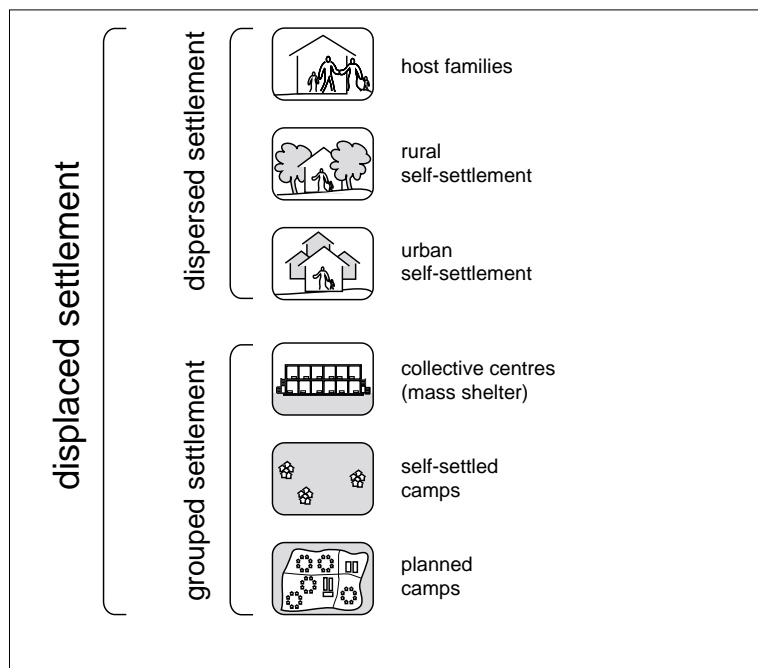 displaced settlement
dispersed settlement
host families
rural
self-settlement
urban
self-settlement
grouped settlement
collective centres
(mass shelter)
self-settled
camps
planned
camps